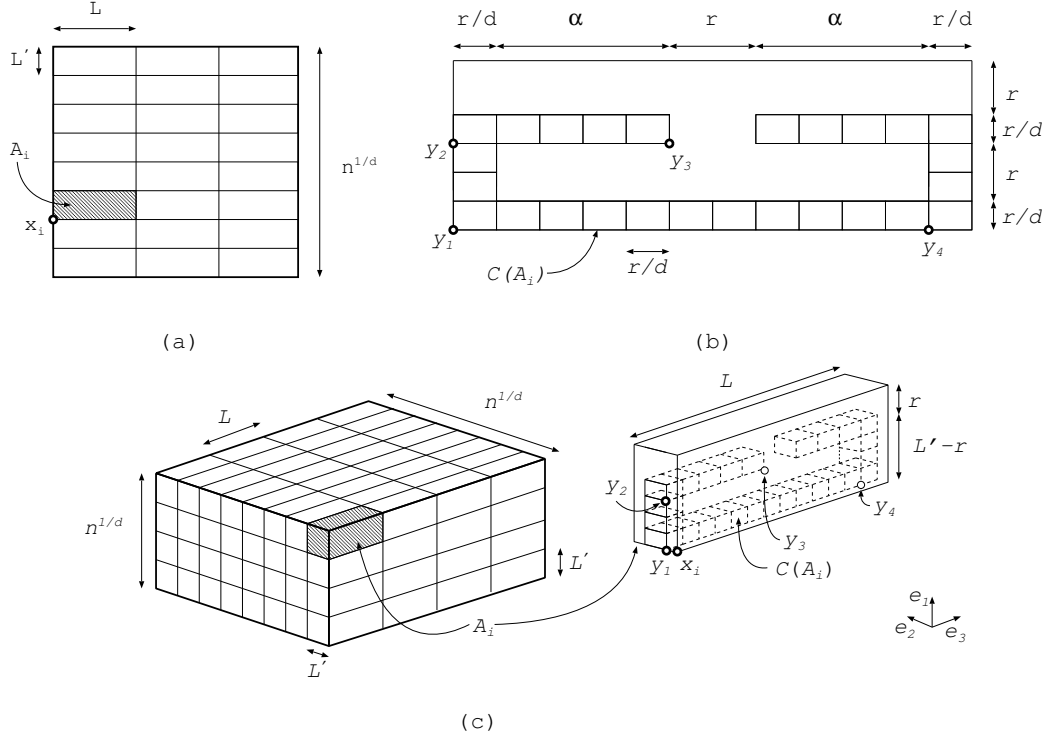 L
L'
A_i
x_i
n^{1/d}
(a)
r/d α r α r/d
r
r/d
r
r/d
y_2
y_3
y_1
y_4
r/d
C(A_i)
(b)
L
n^{1/d}
n^{1/d}
L'
L'
A_i
L
r
L'-r
y_2
y_4
y_3
y_1 x_i
C(A_i)
e_1
e_2 e_3
(c)